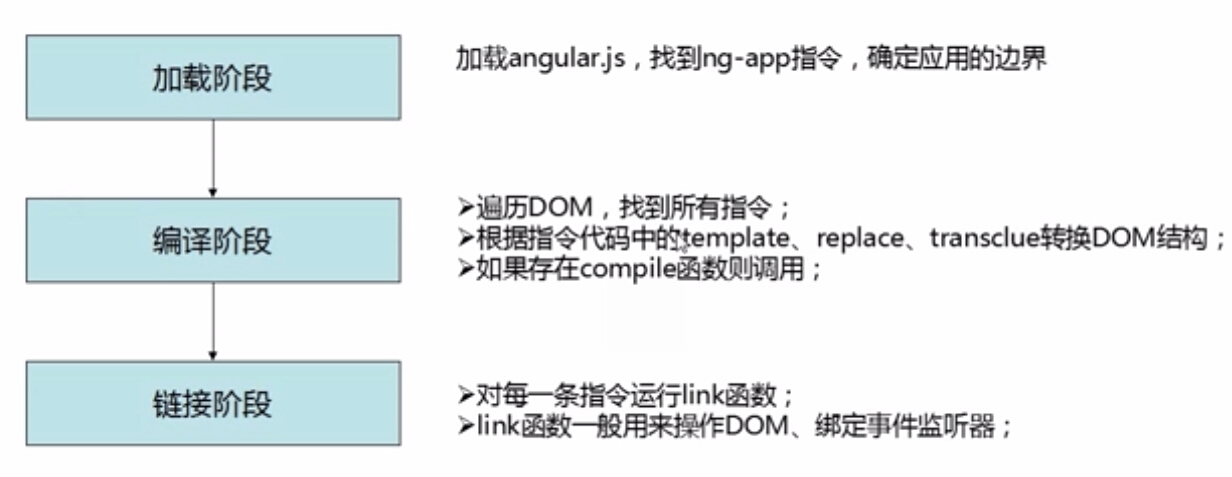 加载阶段
加载angular.js，找到ng-app指令，确定应用的边界
编译阶段
➢遍历DOM，找到所有指令；
➢根据指令代码中的template、replace、transclue转换DOM结构；
➢如果存在compile函数则调用；
链接阶段
➢对每一条指令运行link函数；
➢link函数一般用来操作DOM、绑定事件监听器；